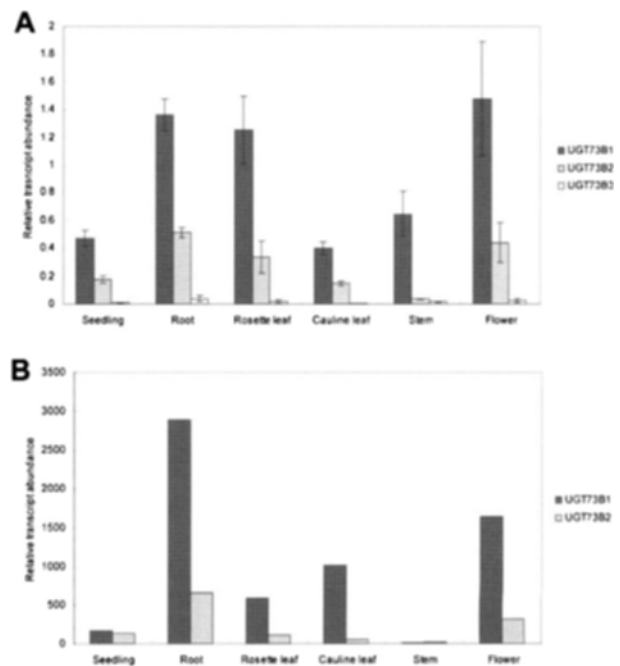 A
2
1.8
1.6
1.4
1.2
1
0.8
0.6
0.4
0.2
0
Relative trasncript abundance
Seedling
Root
Rosette leaf
Cauline leaf
Stem
Flower
UGT73B1
UGT73B2
UGT73B3
B
3500
3000
2500
2000
1500
1000
500
0
Relative transcript abundance
Seedling
Root
Rosette leaf
Cauline leaf
Stem
Flower
UGT73B1
UGT73B2